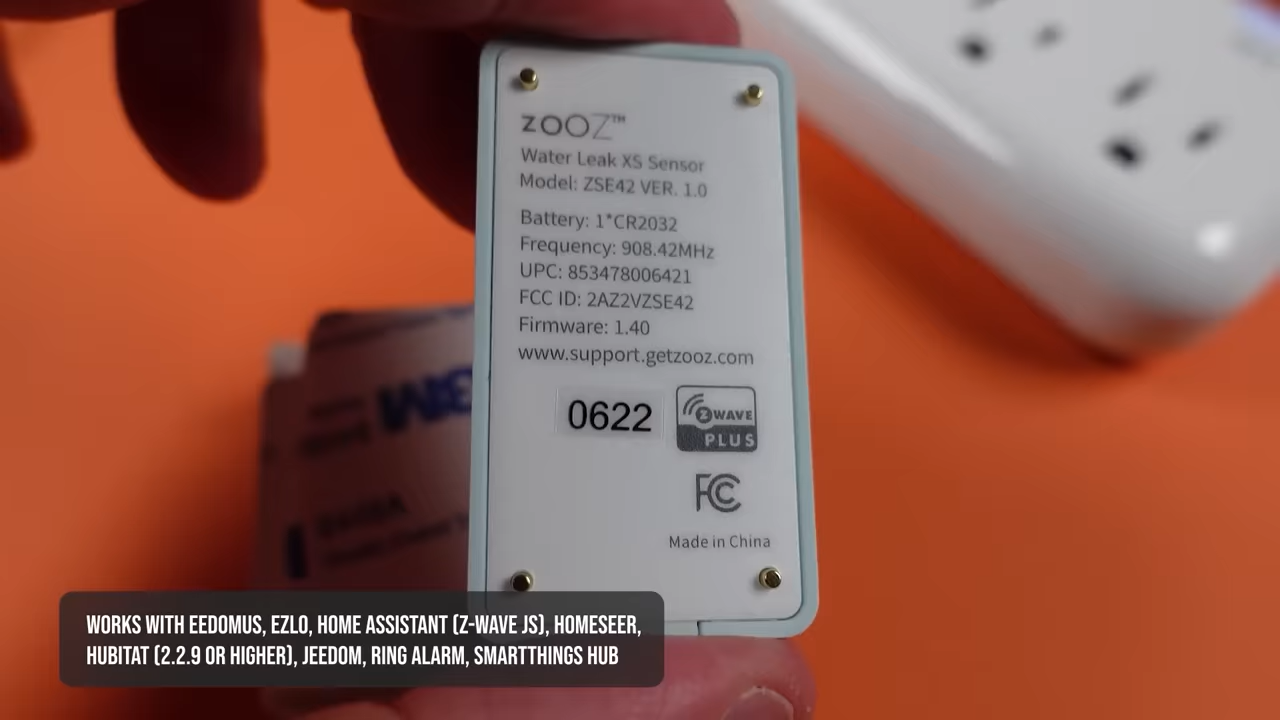 ZOOZ™
Water Leak XS Sensor
Model: ZSE42 VER. 1.0
Battery: 1*CR2032
Frequency: 908.42MHz
UPC: 853478006421
FCC ID: 2AZ2VZSE42
Firmware: 1.40
www.support.getzooz.com
0622
Z WAVE
PLUS
FC
Made in China
3M
WORKS WITH EEDOMUS, EZLO, HOME ASSISTANT (Z-WAVE JS), HOMESEER,
HUBITAT (2.2.9 OR HIGHER), JEEDOM, RING ALARM, SMARTTHINGS HUB